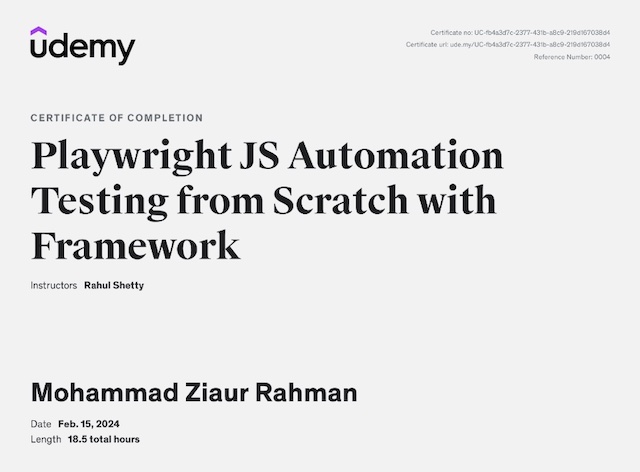 udemy
Certificate no: UC-fb4a3d7c-2377-431b-a8c9-219d167038d4
Certificate url: ude.my/UC-fb4a3d7c-2377-431b-a8c9-219d167038d4
Reference Number: 0004
CERTIFICATE OF COMPLETION
Playwright JS Automation
Testing from Scratch with
Framework
Instructors Rahul Shetty
Mohammad Ziaur Rahman
Date Feb. 15, 2024
Length 18.5 total hours